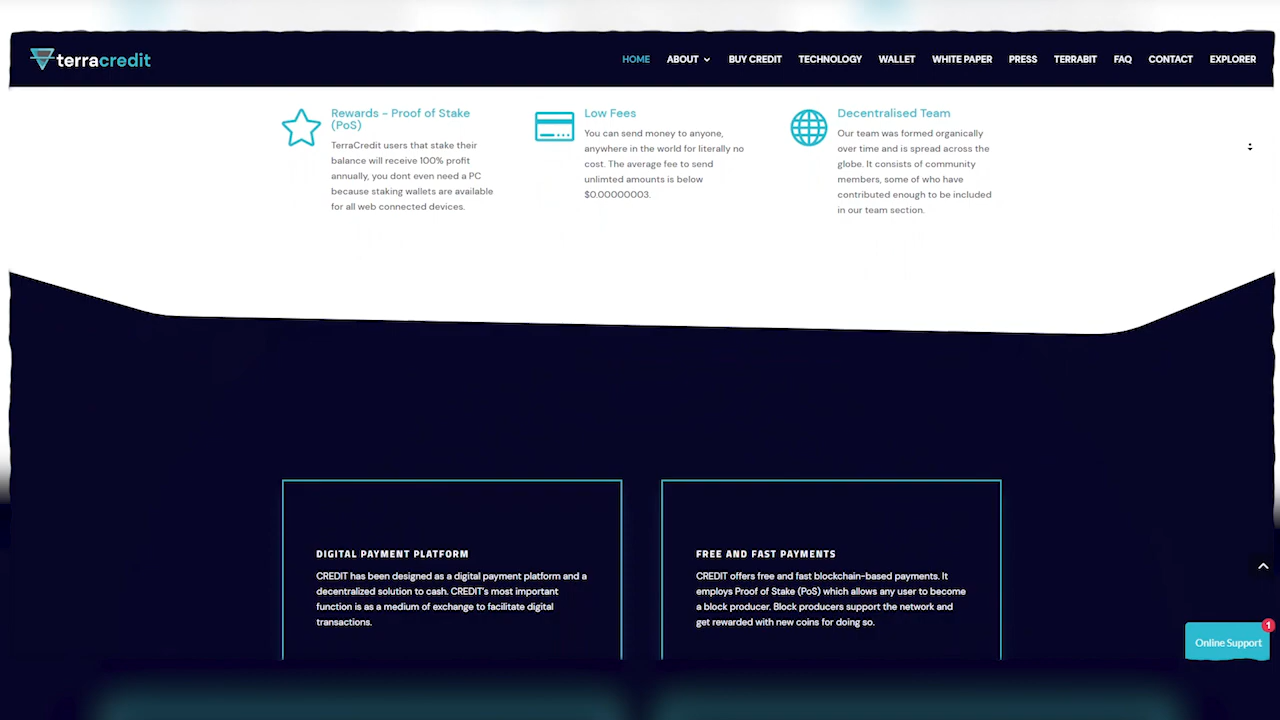 terracredit
HOME ABOUT BUY CREDIT TECHNOLOGY WALLET WHITE PAPER PRESS TERRABIT FAQ CONTACT EXPLORER
Rewards - Proof of Stake
(PoS)
TerraCredit users that stake their
balance will receive 100% profit
annually, you dont even need a PC
because staking wallets are available
for all web connected devices.
Low Fees
You can send money to anyone,
anywhere in the world for literally no
cost. The average fee to send
unlimted amounts is below
$0.00000003.
Decentralised Team
Our team was formed organically
over time and is spread across the
globe. It consists of community
members, some of who have
contributed enough to be included
in our team section.
DIGITAL PAYMENT PLATFORM
CREDIT has been designed as a digital payment platform and a
decentralized solution to cash. CREDIT's most important
function is as a medium of exchange to facilitate digital
transactions.
FREE AND FAST PAYMENTS
CREDIT offers free and fast blockchain-based payments. It
employs Proof of Stake (PoS) which allows any user to become
a block producer. Block producers support the network and
get rewarded with new coins for doing so.
1
Online Support